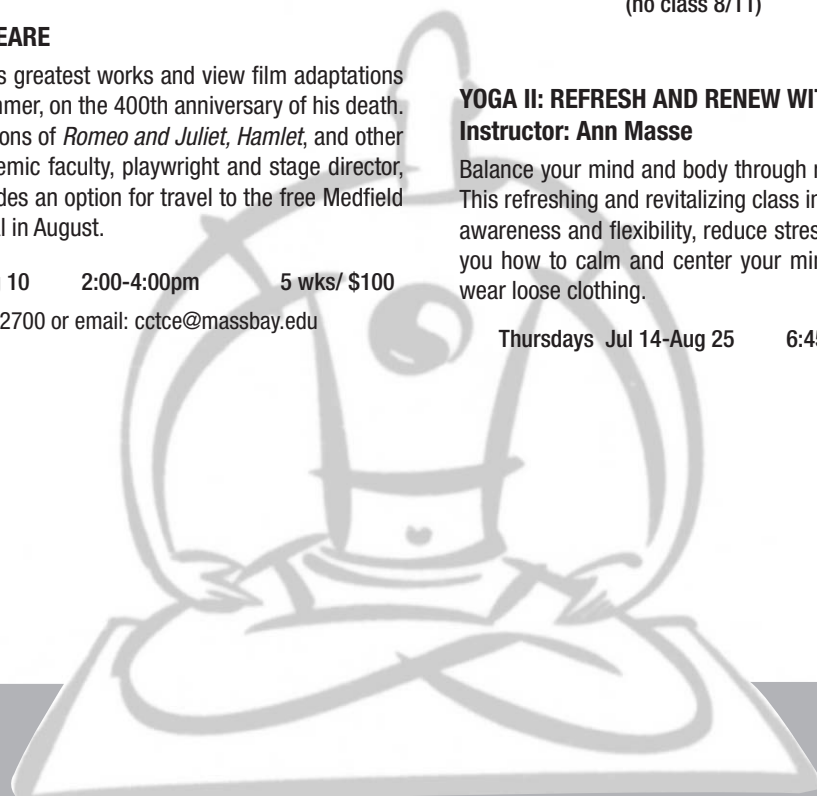 EARE
s greatest works and view film adaptations
mmer, on the 400th anniversary of his death.
ions of Romeo and Juliet, Hamlet, and other
emic faculty, playwright and stage director,
des an option for travel to the free Medfield
l in August.
10 2:00-4:00pm 5 wks/ $100
2700 or email: cctce@massbay.edu
(no class 8/11)
YOGA II: REFRESH AND RENEW WIT
Instructor: Ann Masse
Balance your mind and body through
This refreshing and revitalizing class in
awareness and flexibility, reduce stres
you how to calm and center your min
wear loose clothing.
Thursdays Jul 14-Aug 25 6:45